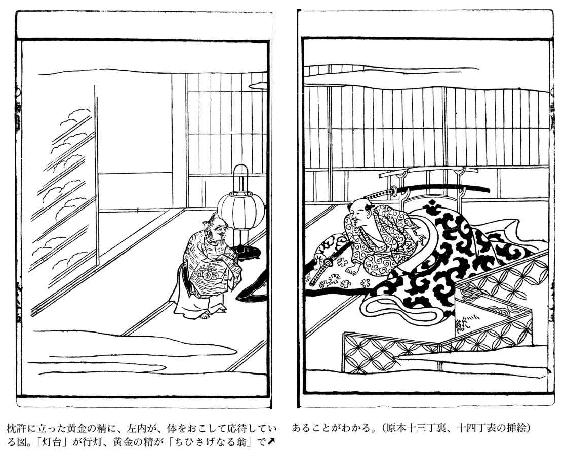 枕許に立った黄金の精に、左内が、体をおこして応待してい
る図。「灯台」が行灯、黄金の精が「ちひさげなる翁」で↗
あることがわかる。（原本十三丁裏、十四丁表の挿絵）